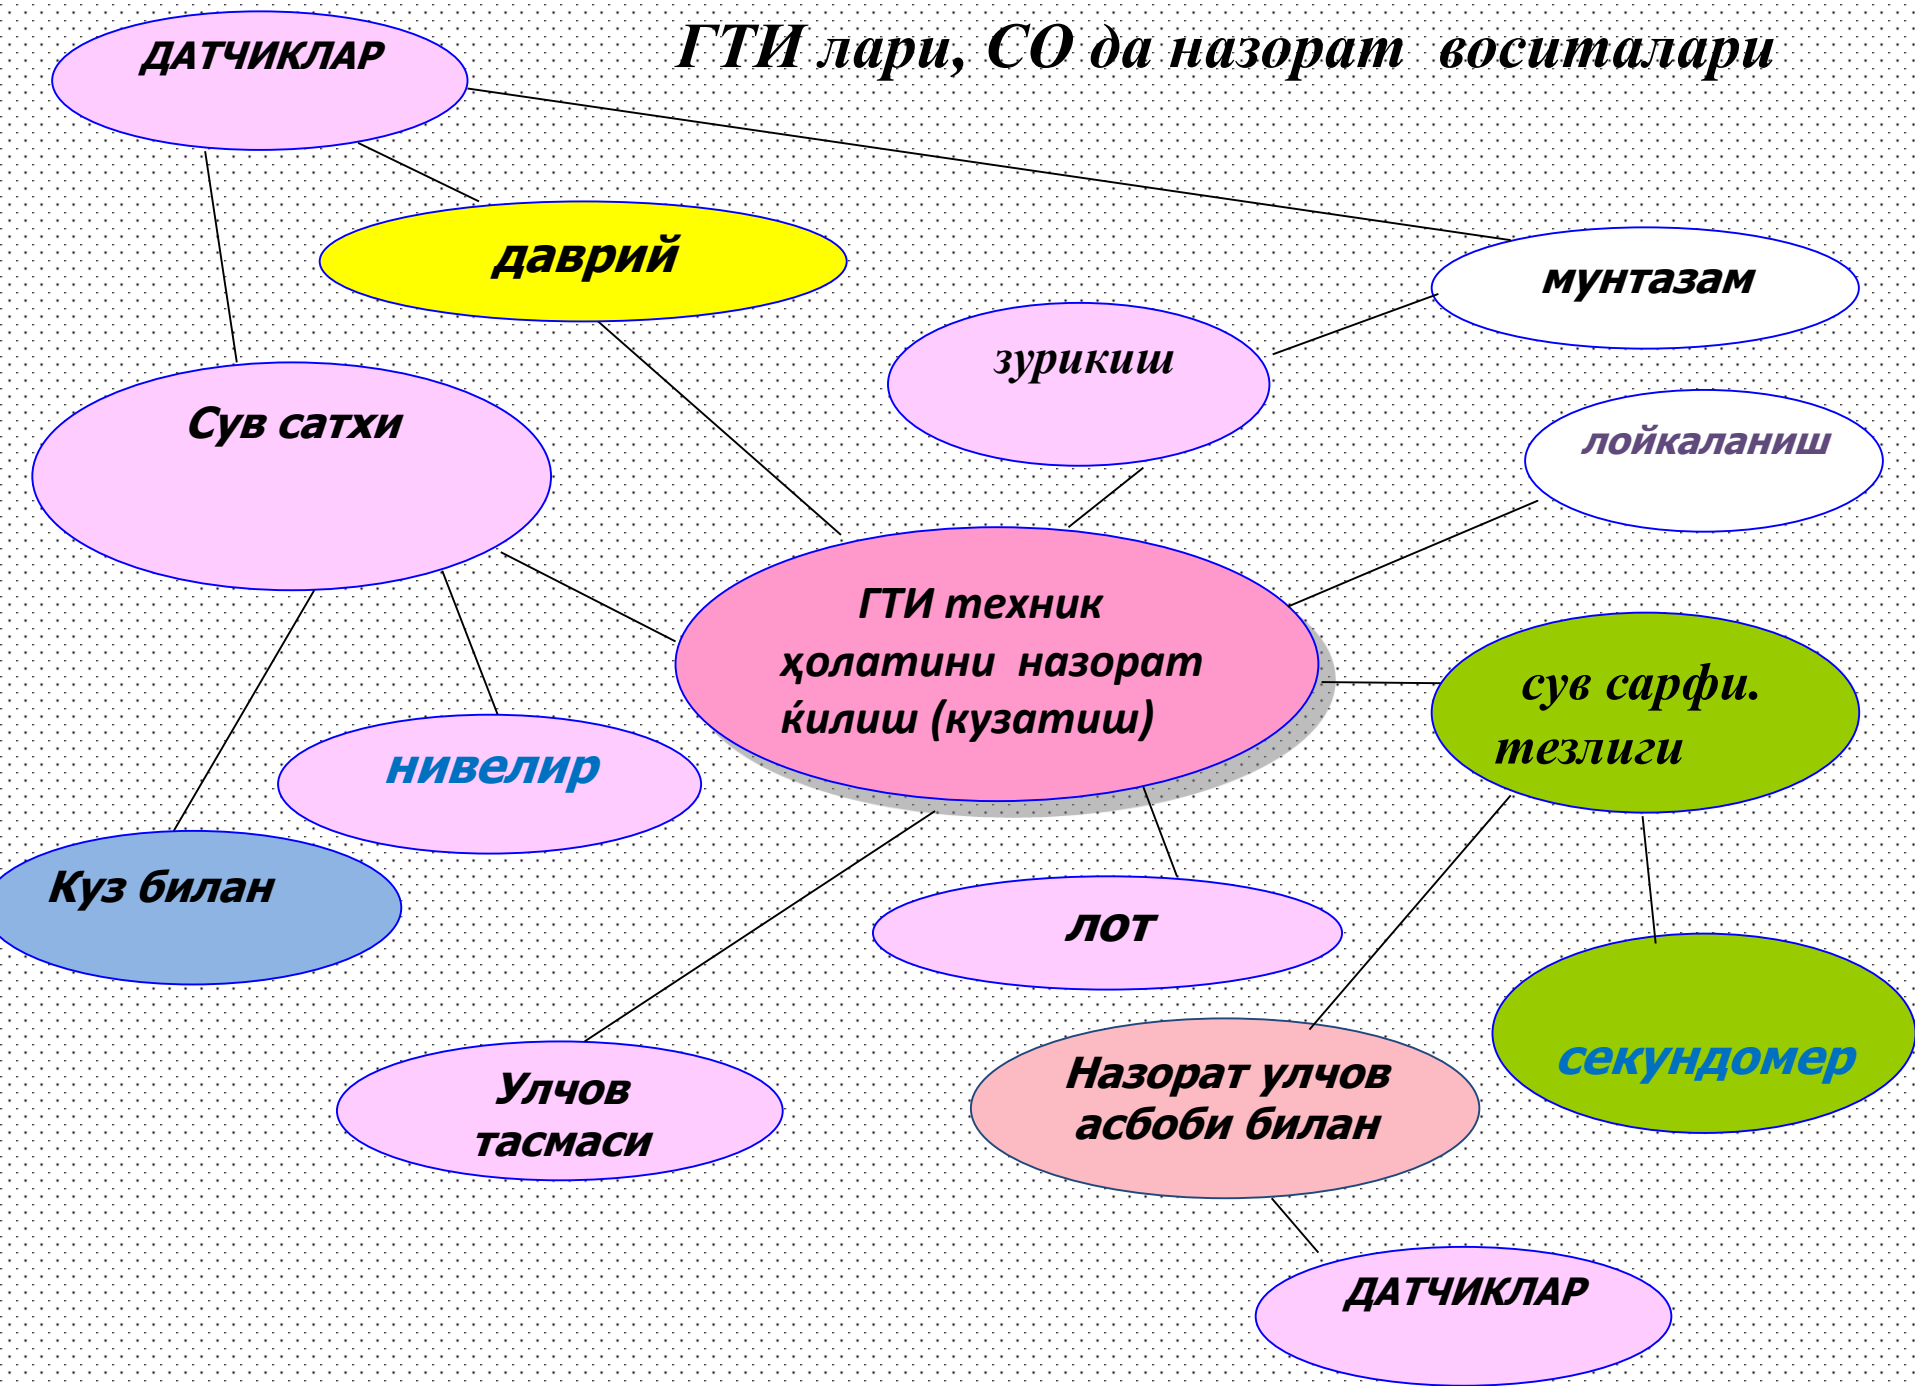 ГТИ лари, СО да назорат воситалари
ДАТЧИКЛАР
даврий
мунтазам
зурикиш
Сув сатхи
лойкаланиш
ГТИ техник
ҳолатини назорат
ќилиш (кузатиш)
сув сарфи.
тезлиги
нивелир
Куз билан
лот
секундомер
Улчов
тасмаси
Назорат улчов
асбоби билан
ДАТЧИКЛАР